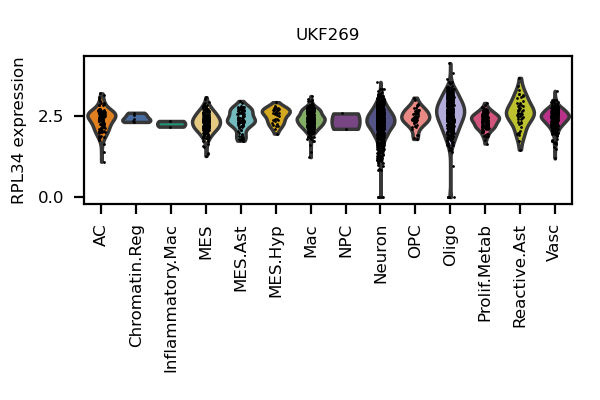 UKF269
RPL34 expression
2.5
0.0
AC
Chromatin.Reg
Inflammatory.Mac
MES
MES.Ast
MES.Hyp
Mac
NPC
Neuron
OPC
Oligo
Prolif.Metab
Reactive.Ast
Vasc